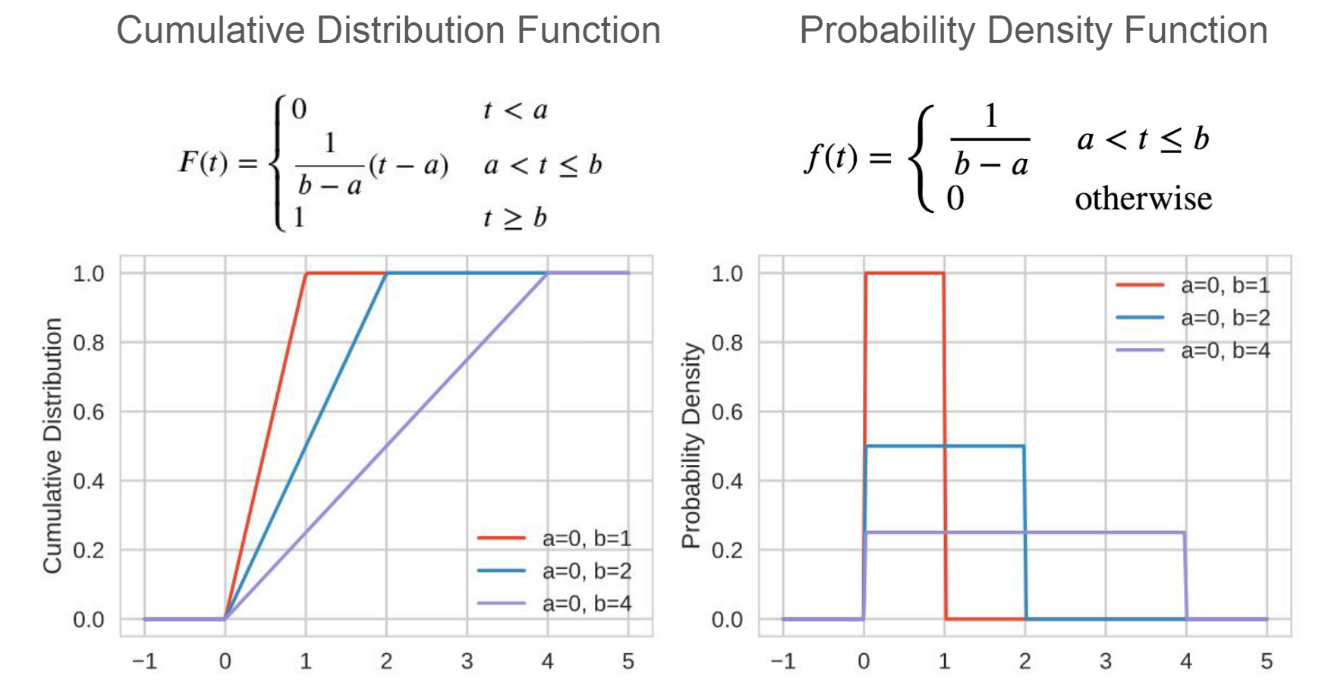 Cumulative Distribution Function
F(t) = { 0 t < a
1/(b − a) (t − a) a < t ≤ b
1 t ≥ b
Cumulative Distribution
1.0
0.8
0.6
0.4
0.2
0.0
−1 0 1 2 3 4 5
a=0, b=1
a=0, b=2
a=0, b=4
Probability Density Function
f(t) = { 1/(b − a) a < t ≤ b
0 otherwise
Probability Density
1.0
0.8
0.6
0.4
0.2
0.0
−1 0 1 2 3 4 5
a=0, b=1
a=0, b=2
a=0, b=4